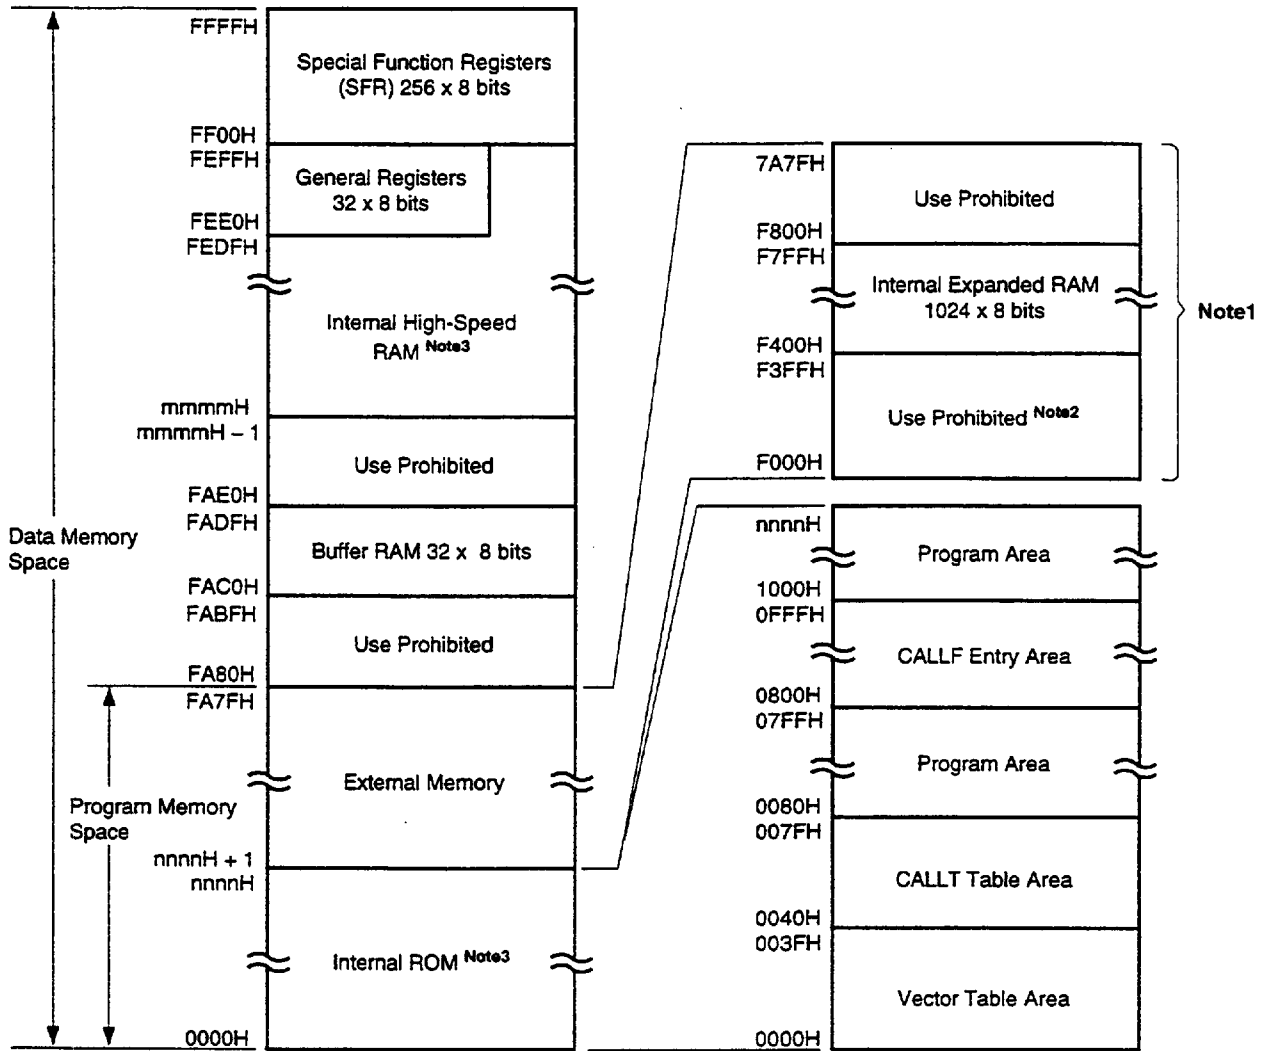 FFFFH
Special Function Registers
(SFR) 256 x 8 bits
FF00H
FEFFH
General Registers
32 x 8 bits
FEE0H
FEDFH
Internal High-Speed
RAM Note3
mmmmH
mmmmH – 1
Use Prohibited
FAE0H
FADFH
Buffer RAM 32 x 8 bits
FAC0H
FABFH
Use Prohibited
FA80H
FA7FH
External Memory
nnnnH + 1
nnnnH
Internal ROM Note3
0000H
Data Memory
Space
Program Memory
Space
7A7FH
Use Prohibited
F800H
F7FFH
Internal Expanded RAM
1024 x 8 bits
F400H
F3FFH
Use Prohibited Note2
F000H
Note1
nnnnH
Program Area
1000H
0FFFH
CALLF Entry Area
0800H
07FFH
Program Area
0080H
007FH
CALLT Table Area
0040H
003FH
Vector Table Area
0000H